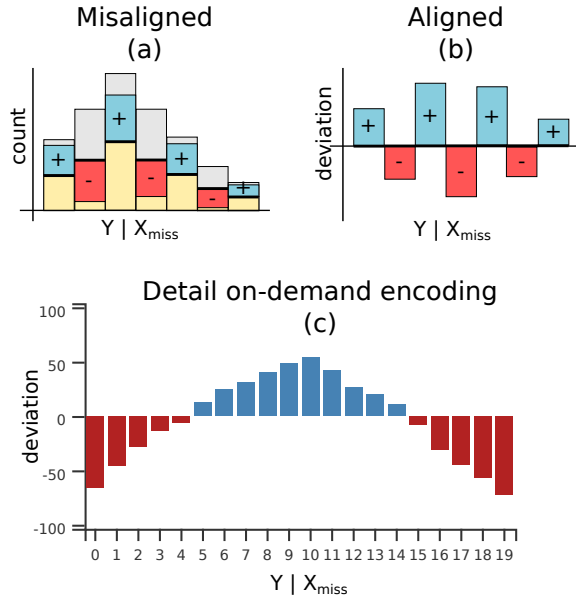 Misaligned
(a)
count
+
-
+
-
+
-
+
Y | Xmiss
Aligned
(b)
deviation
+
-
+
-
+
-
+
Y | Xmiss
Detail on-demand encoding
(c)
deviation
100
50
0
-50
-100
0 1 2 3 4 5 6 7 8 9 10 11 12 13 14 15 16 17 18 19
Y | Xmiss